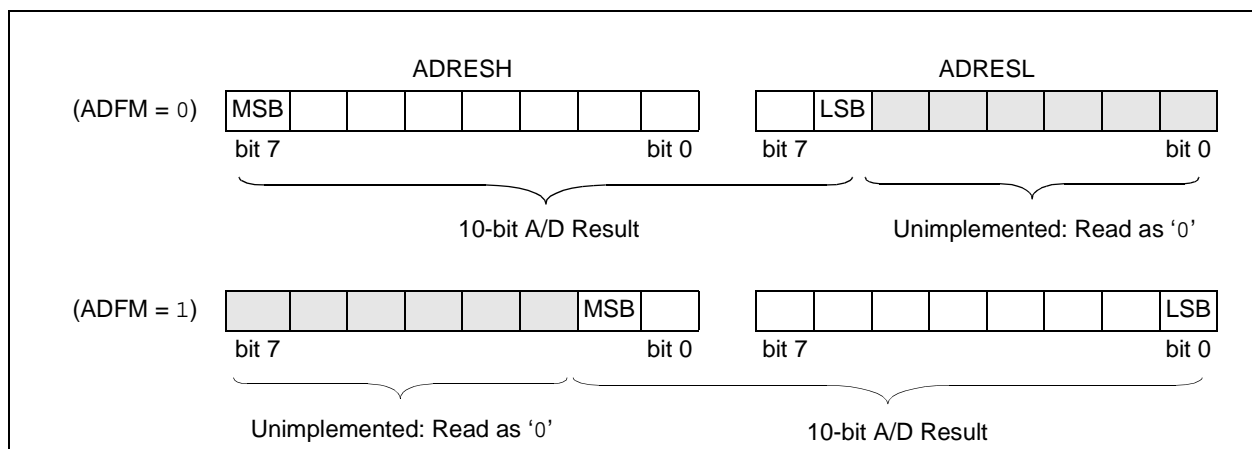 ADRESH ADRESL
(ADFM = 0) MSB LSB
bit 7 bit 0 bit 7 bit 0
10-bit A/D Result Unimplemented: Read as ‘0’
(ADFM = 1) MSB LSB
bit 7 bit 0 bit 7 bit 0
Unimplemented: Read as ‘0’ 10-bit A/D Result